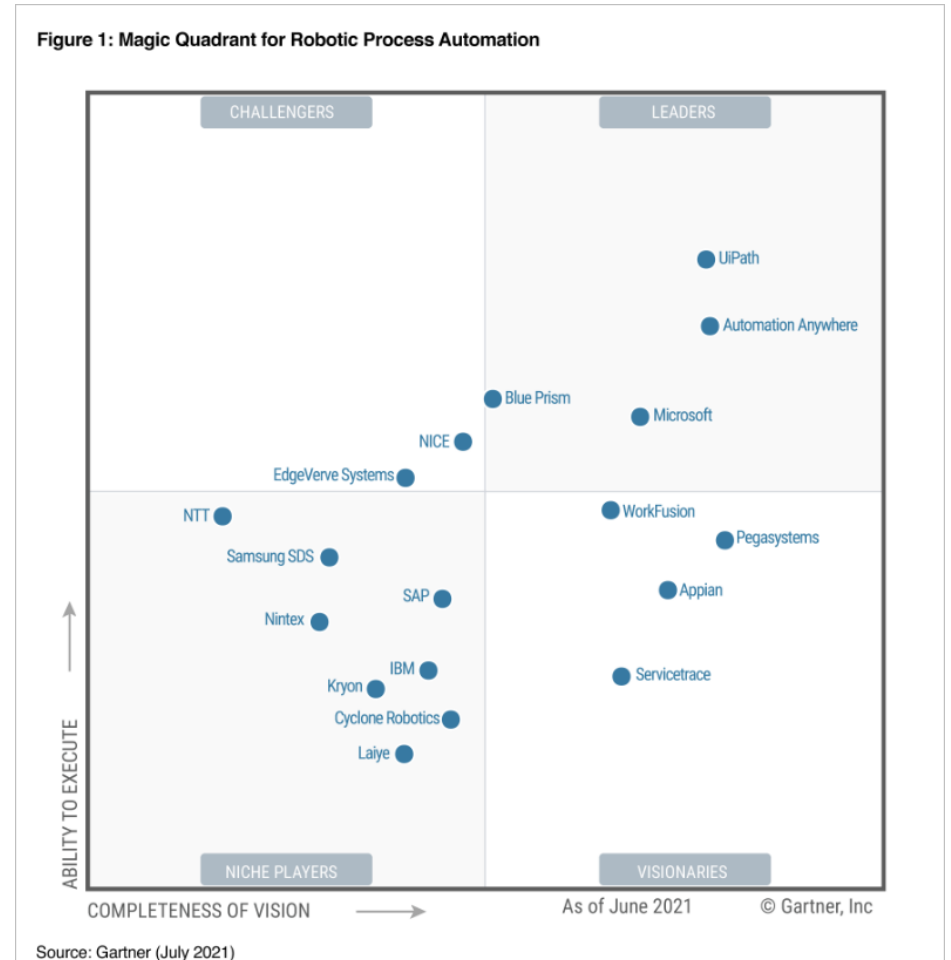 Figure 1: Magic Quadrant for Robotic Process Automation
CHALLENGERS
LEADERS
UiPath
Automation Anywhere
Blue Prism
Microsoft
NICE
EdgeVerve Systems
NTT
WorkFusion
Pegasystems
Samsung SDS
Appian
SAP
Nintex
IBM
Servicetrace
Kryon
Cyclone Robotics
Laiye
ABILITY TO EXECUTE
NICHE PLAYERS
VISIONARIES
COMPLETENESS OF VISION
As of June 2021
© Gartner, Inc
Source: Gartner (July 2021)